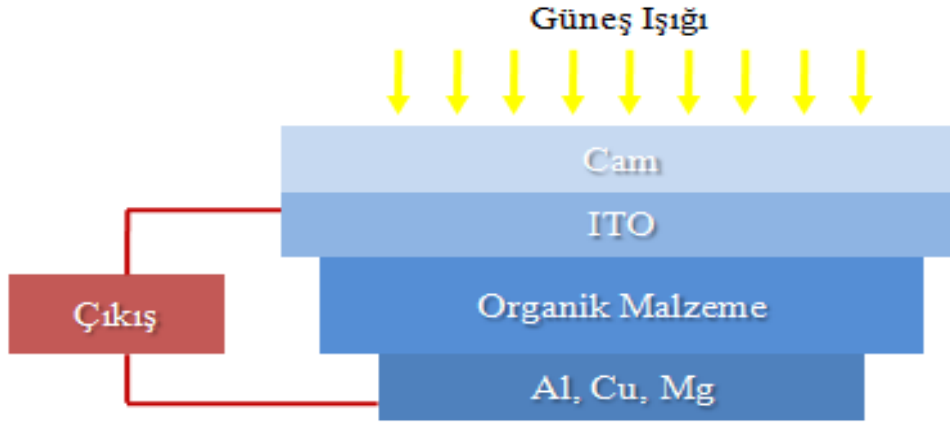 Güneş Işığı
Cam
ITO
Organik Malzeme
Çıkış
Al, Cu, Mg